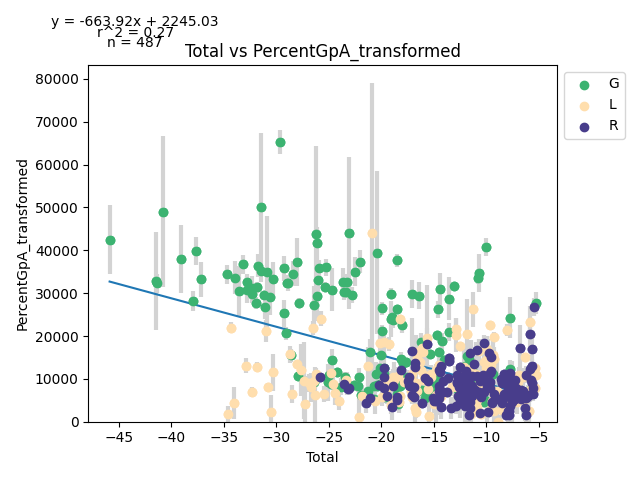 y = -663.92x + 2245.03
r^2 = 0.27
n = 487
Total vs PercentGpA_transformed
80000
70000
60000
50000
40000
30000
20000
10000
0
PercentGpA_transformed
−45
−40
−35
−30
−25
−20
−15
−10
−5
Total
G
L
R